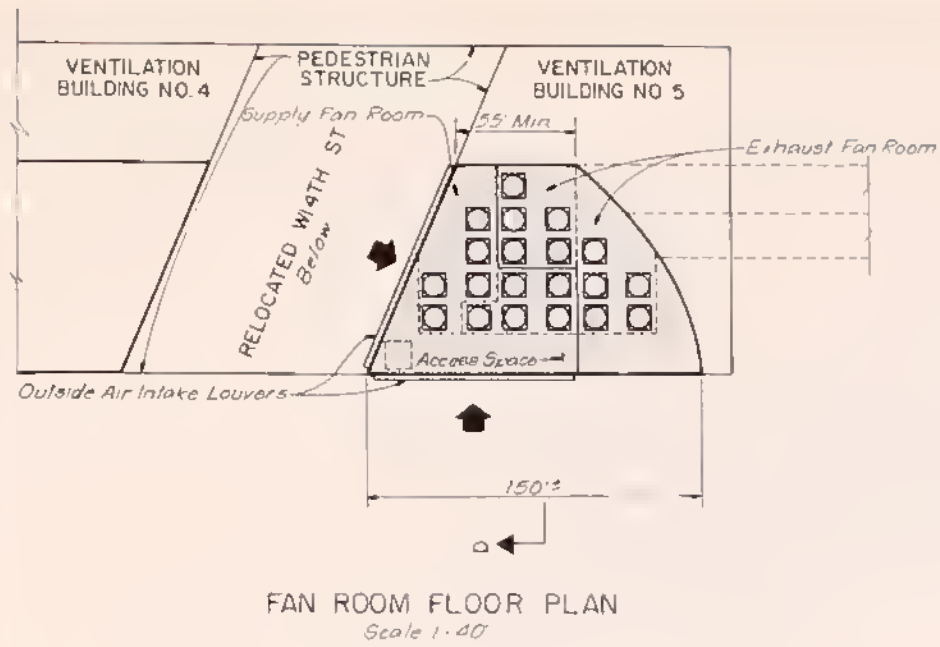 VENTILATION
BUILDING NO. 4
PEDESTRIAN
STRUCTURE
VENTILATION
BUILDING NO 5
Supply Fan Room
55' Min
Exhaust Fan Room
RELOCATED W14TH ST
Below
Access Space
Outside Air Intake Louvers
150'±
D
FAN ROOM FLOOR PLAN
Scale 1·40'